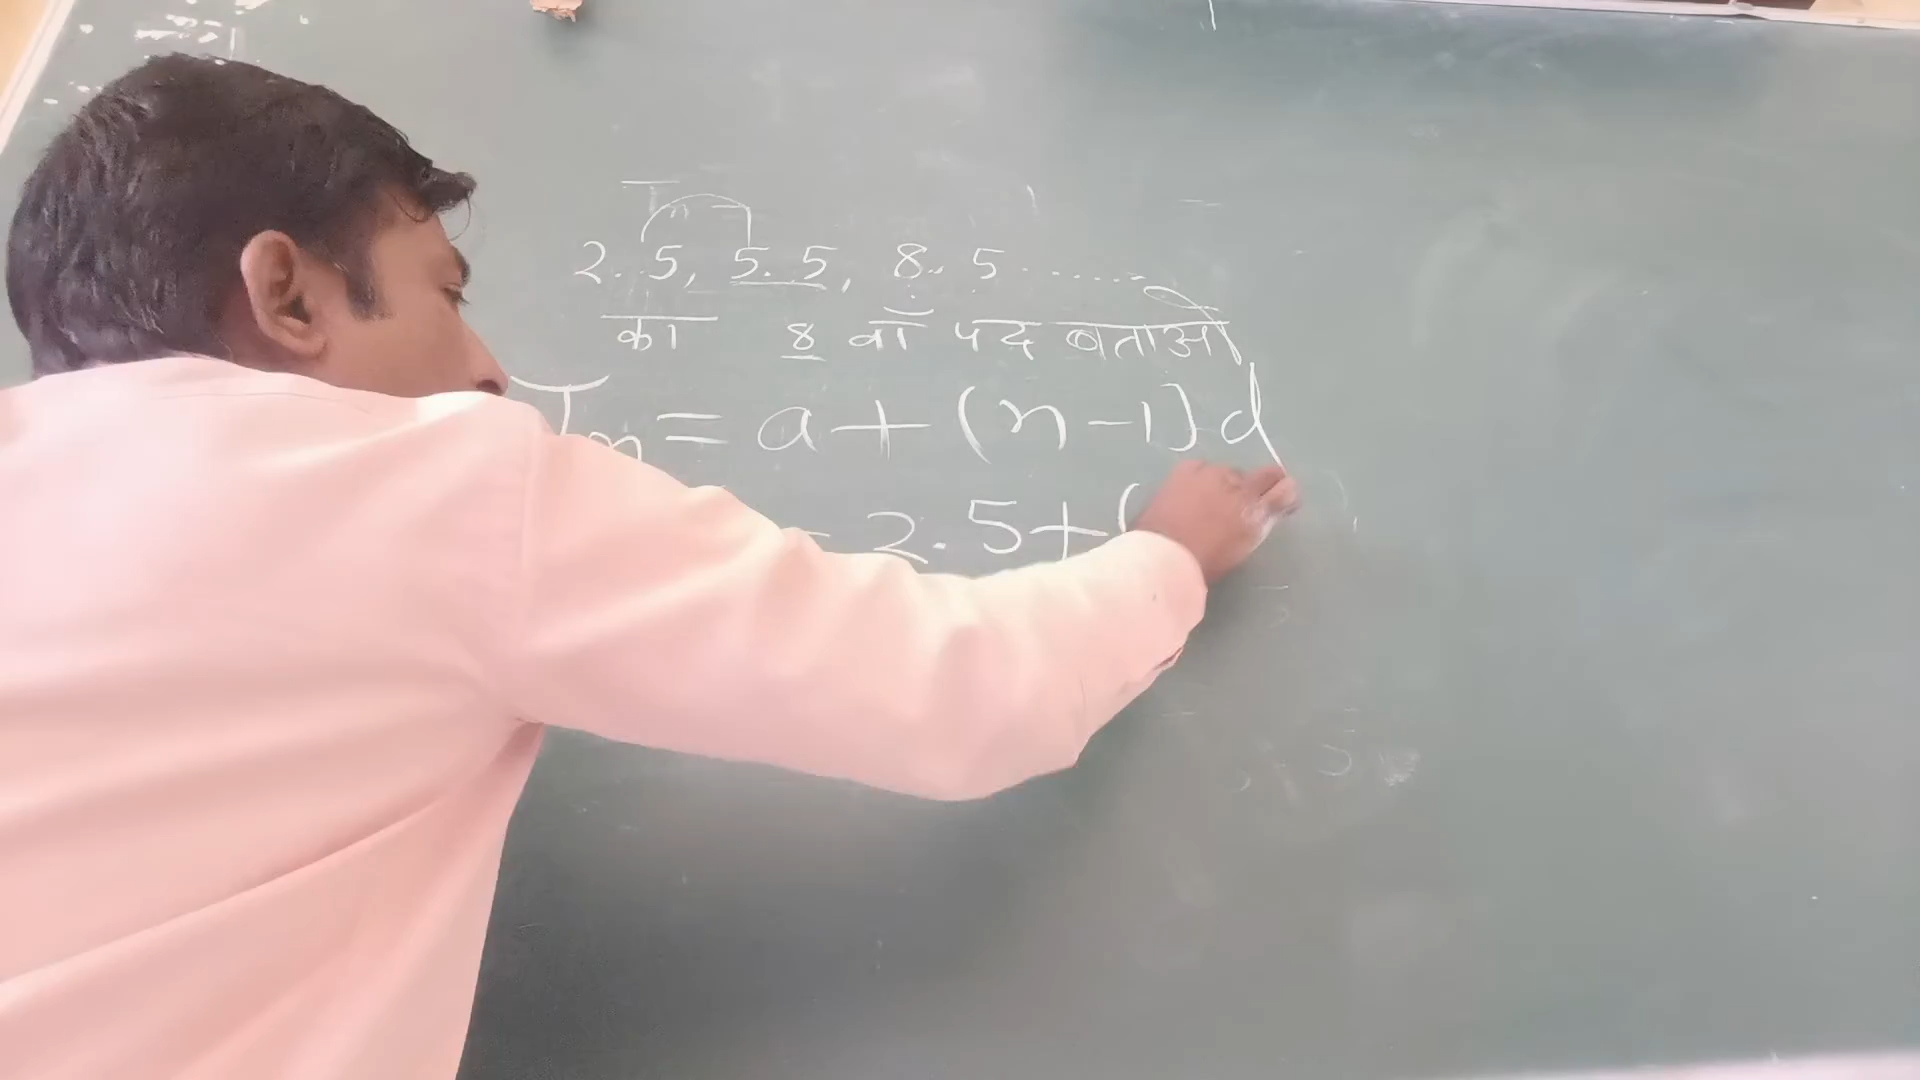 2.5, 5.5, 8.5.......
का 8 वाँ पद बताओ
Tn = a+(n-1)d
2.5+(